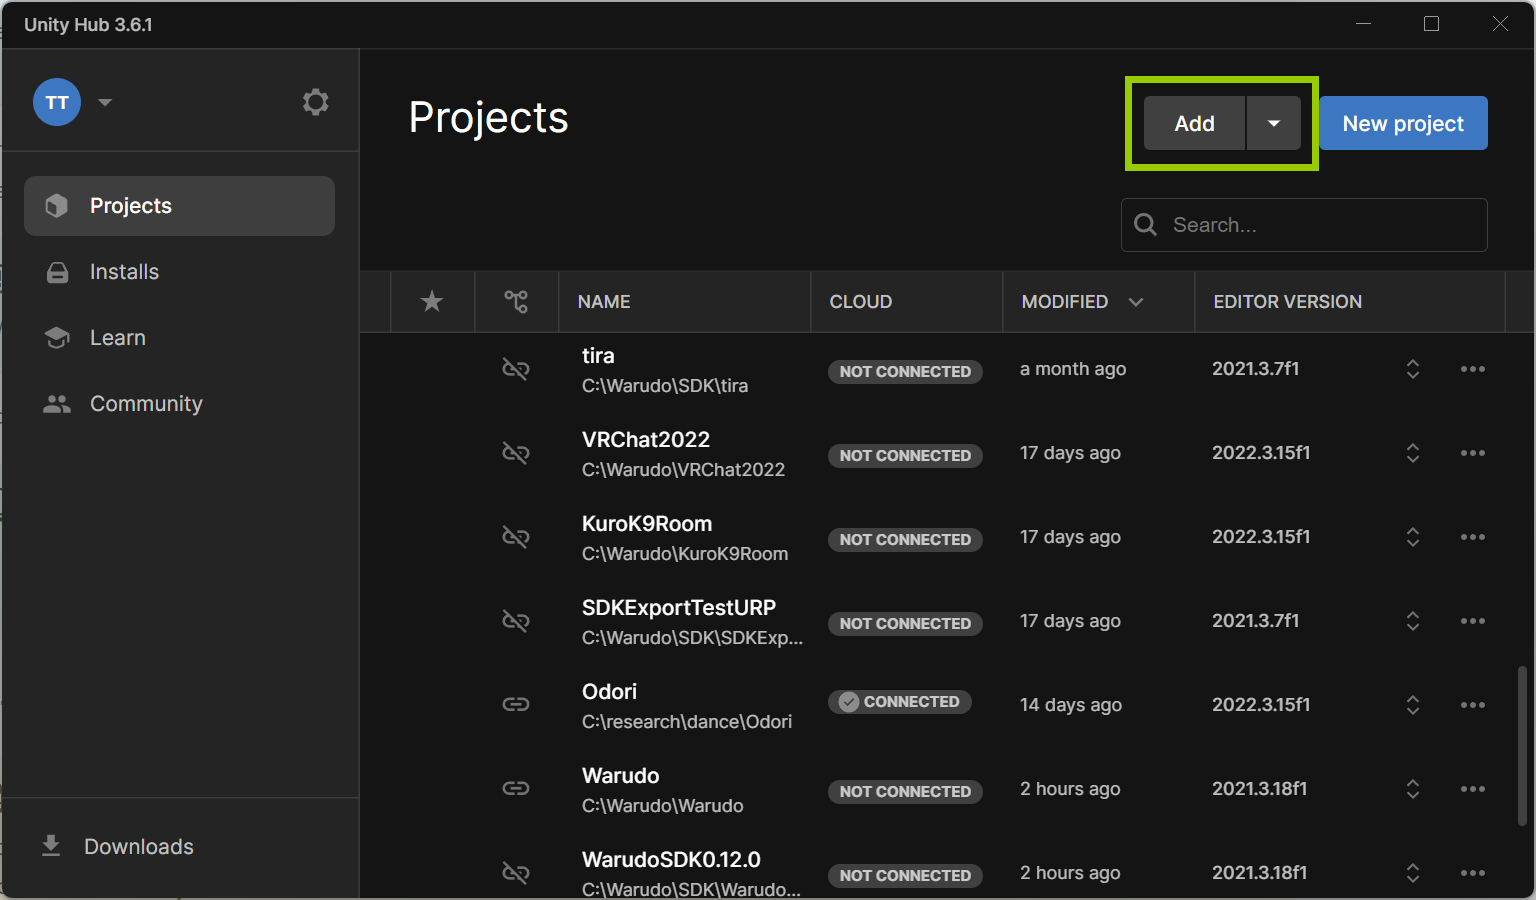 Unity Hub 3.6.1
TT
Projects
Installs
Learn
Community
Downloads
Projects
Add
New project
Search...
NAME CLOUD MODIFIED EDITOR VERSION
tira
C:\Warudo\SDK\tira
NOT CONNECTED
a month ago
2021.3.7f1
VRChat2022
C:\Warudo\VRChat2022
NOT CONNECTED
17 days ago
2022.3.15f1
KuroK9Room
C:\Warudo\KuroK9Room
NOT CONNECTED
17 days ago
2022.3.15f1
SDKExportTestURP
C:\Warudo\SDK\SDKExp...
NOT CONNECTED
17 days ago
2021.3.7f1
Odori
C:\research\dance\Odori
CONNECTED
14 days ago
2022.3.15f1
Warudo
C:\Warudo\Warudo
NOT CONNECTED
2 hours ago
2021.3.18f1
WarudoSDK0.12.0
C:\Warudo\SDK\Warudo...
NOT CONNECTED
2 hours ago
2021.3.18f1